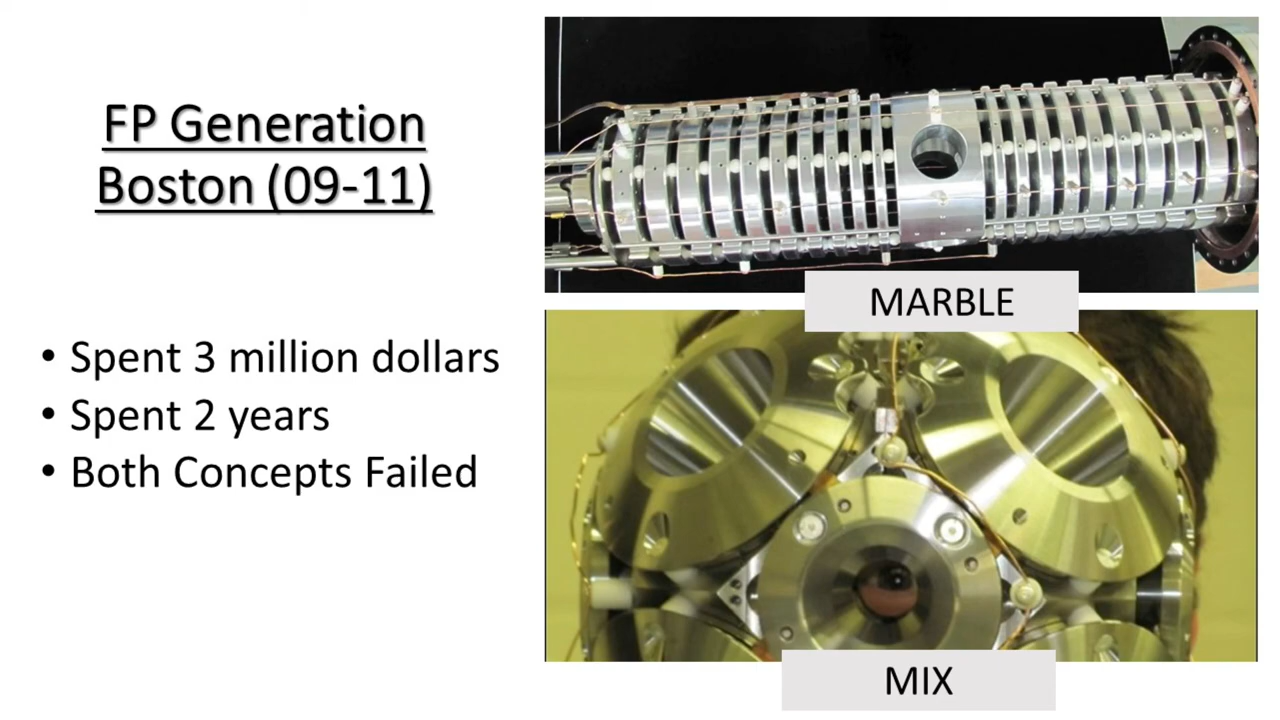 FP Generation
Boston (09-11)
• Spent 3 million dollars
• Spent 2 years
• Both Concepts Failed
MARBLE
MIX